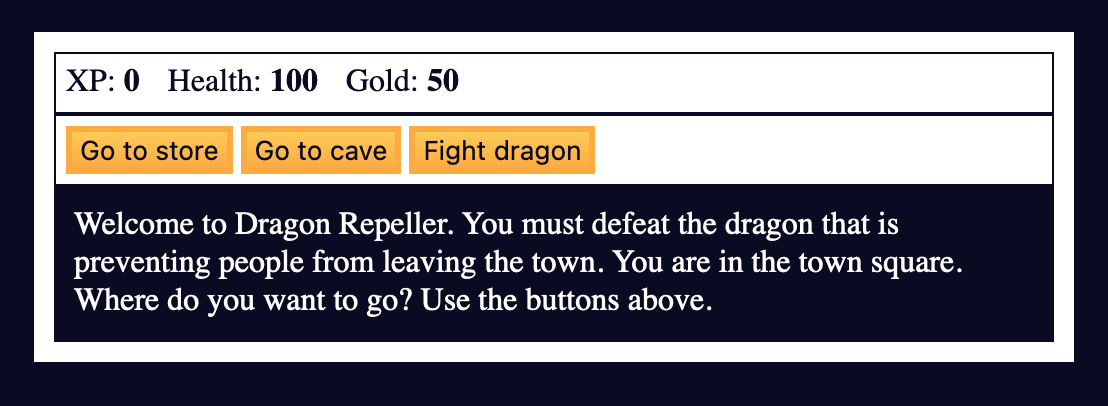 XP: 0 Health: 100 Gold: 50
Go to store Go to cave Fight dragon
Welcome to Dragon Repeller. You must defeat the dragon that is
preventing people from leaving the town. You are in the town square.
Where do you want to go? Use the buttons above.